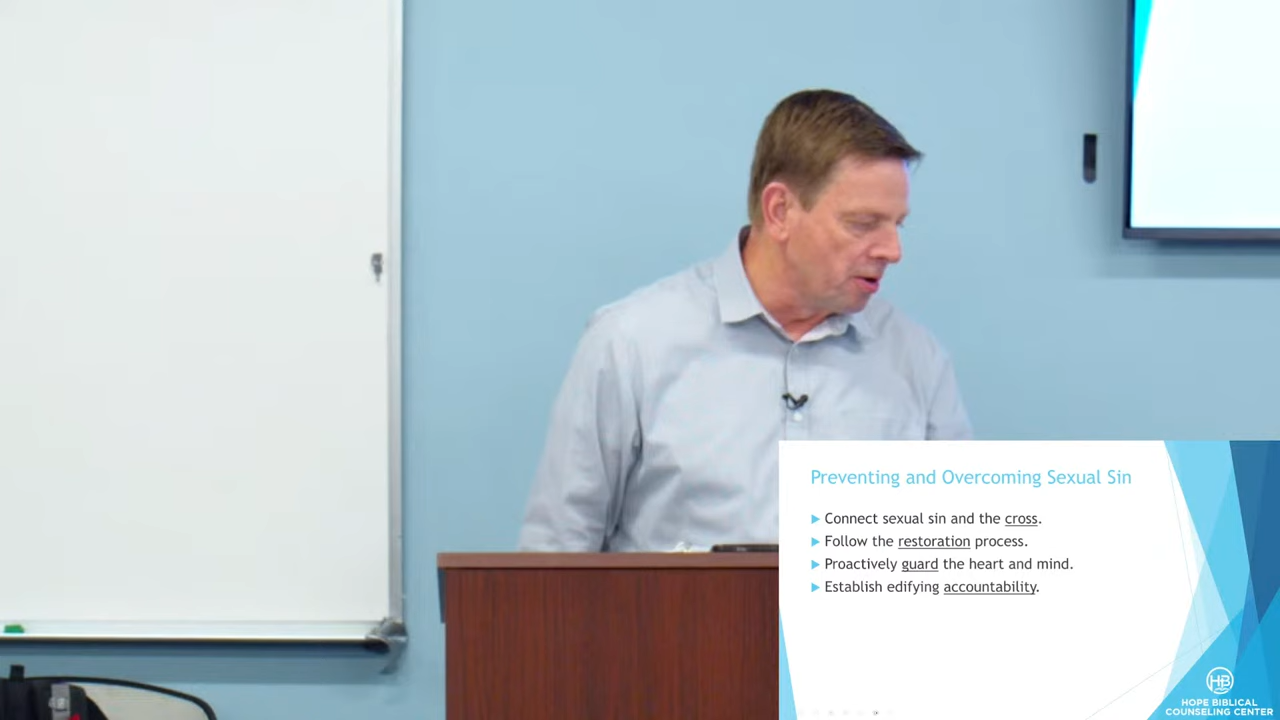 Preventing and Overcoming Sexual Sin
Connect sexual sin and the cross.
Follow the restoration process.
Proactively guard the heart and mind.
Establish edifying accountability.
HB
HOPE BIBLICAL
COUNSELING CENTER